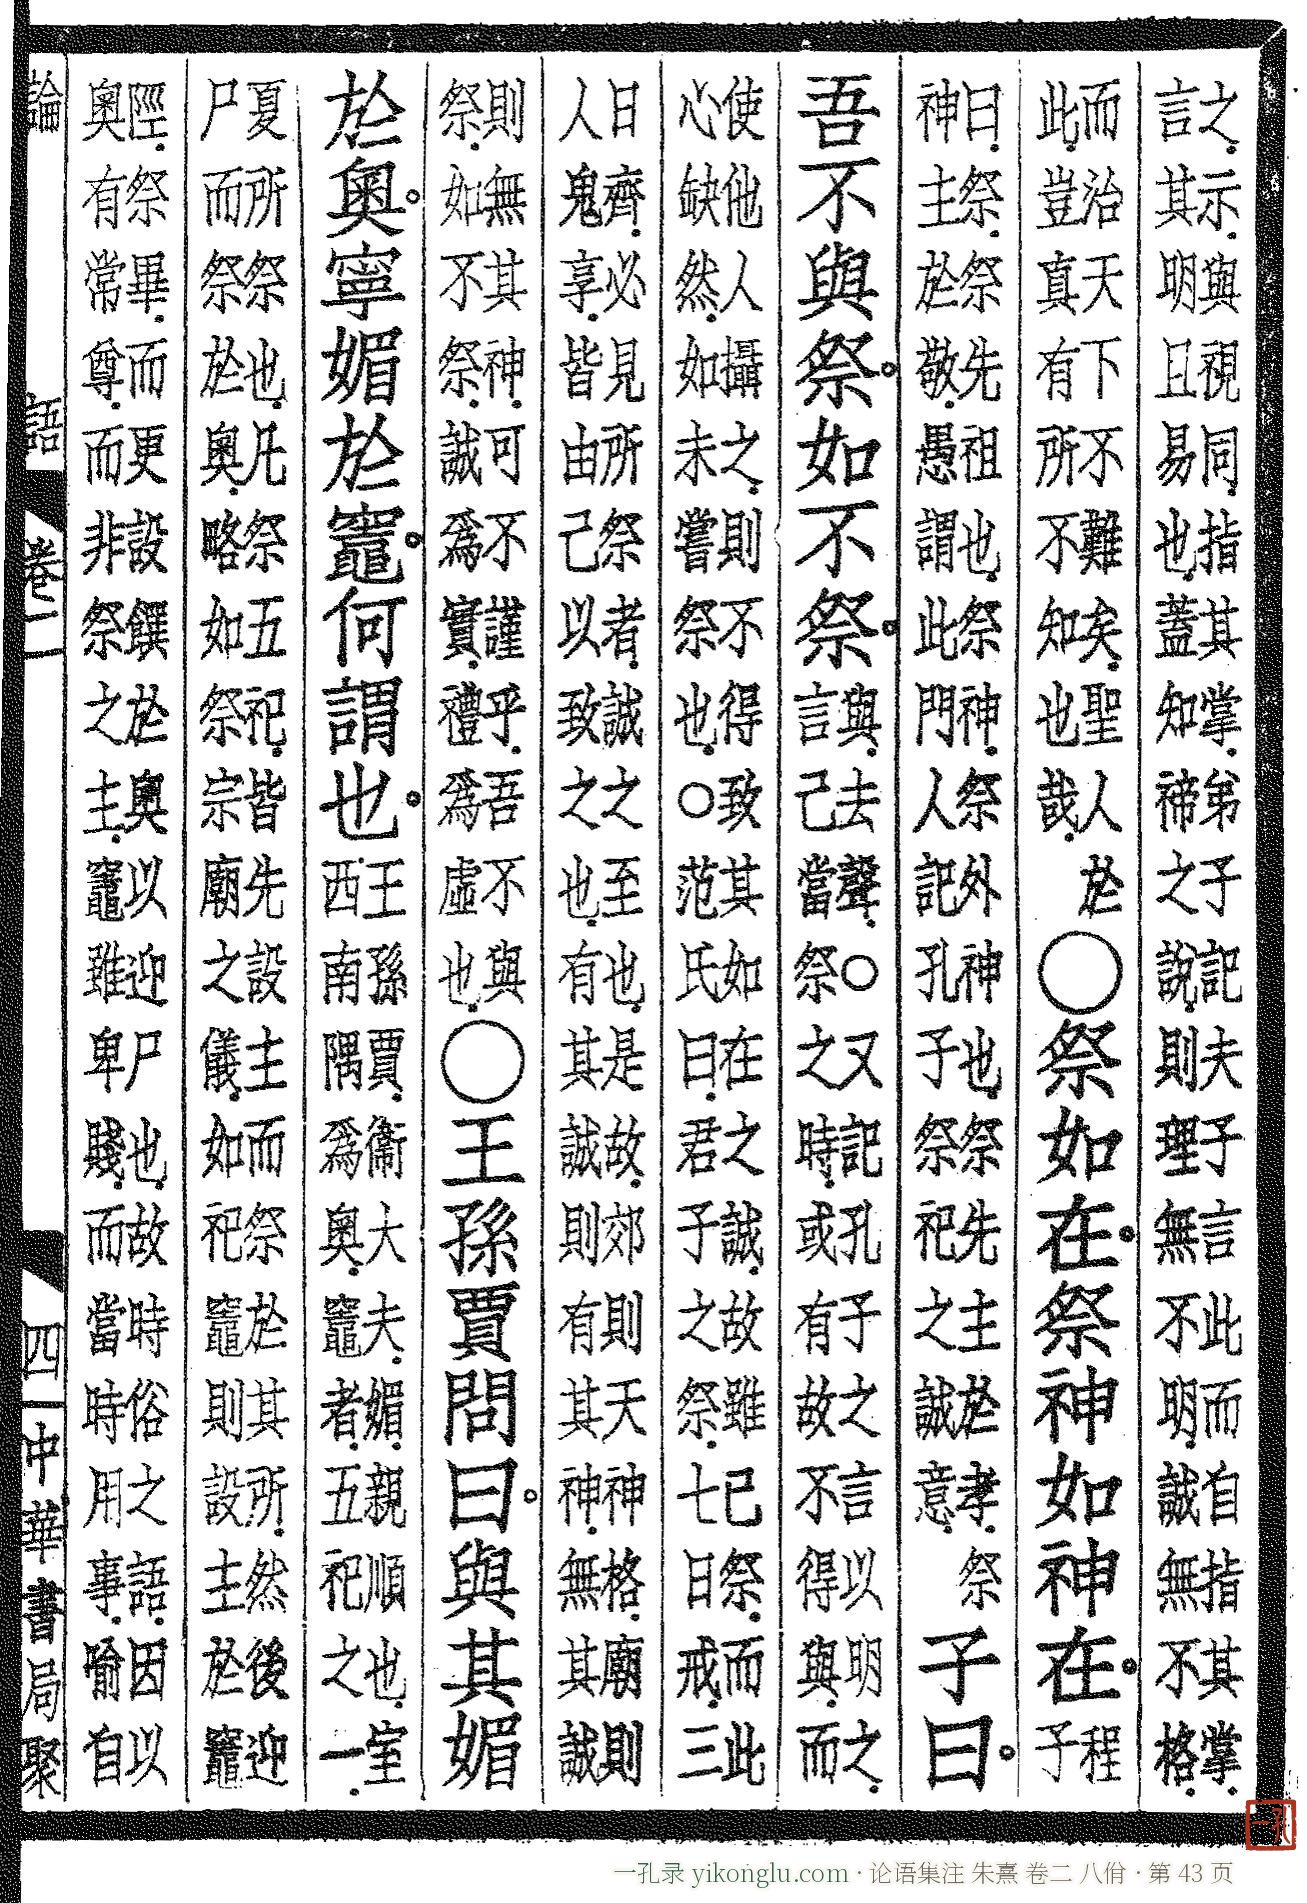 之示與視同指其掌弟子記夫子言此而自指其掌
言其明且易也蓋知禘之說則理無不明誠無不格
而治天下不難矣聖人於
此豈真有所不知也哉
○祭如在祭神如神在
程
子
曰祭祭先祖也祭神祭外神也祭先主於孝祭
神主於敬愚謂此門人記孔子祭祀之誠意
子曰
吾不與祭如不祭
與去聲○又記孔子之言以明之
言己當祭之時或有故不得與而
使他人攝之則不得致其如在之誠故雖已祭而此
心缺然如未嘗祭也○范氏曰君子之祭七日戒三
日齊必見所祭者誠之至也是故郊則天神格廟則
人鬼享皆由己以致之也有其誠則有其神無其誠
則無其神可不謹乎吾不與
祭如不祭誠爲實禮爲虛也
○王孫賈問曰與其媚
於奧寧媚於竈何謂也
王孫賈衞大夫媚親順也室
西南隅爲奧竈者五祀之一
夏所祭也凡祭五祀皆先設主而祭於其所然後迎
尸而祭於奧略如祭宗廟之儀如祀竈則設主於竈
陘祭畢而更設饌於奧以迎尸也故時俗之語因以
奧有常尊而非祭之主竈雖卑賤而當時用事喻自
論語
卷二
四
中華書局聚
一孔
一孔录 yikonglu.com · 论语集注 朱熹 卷二 八佾 · 第 43 页